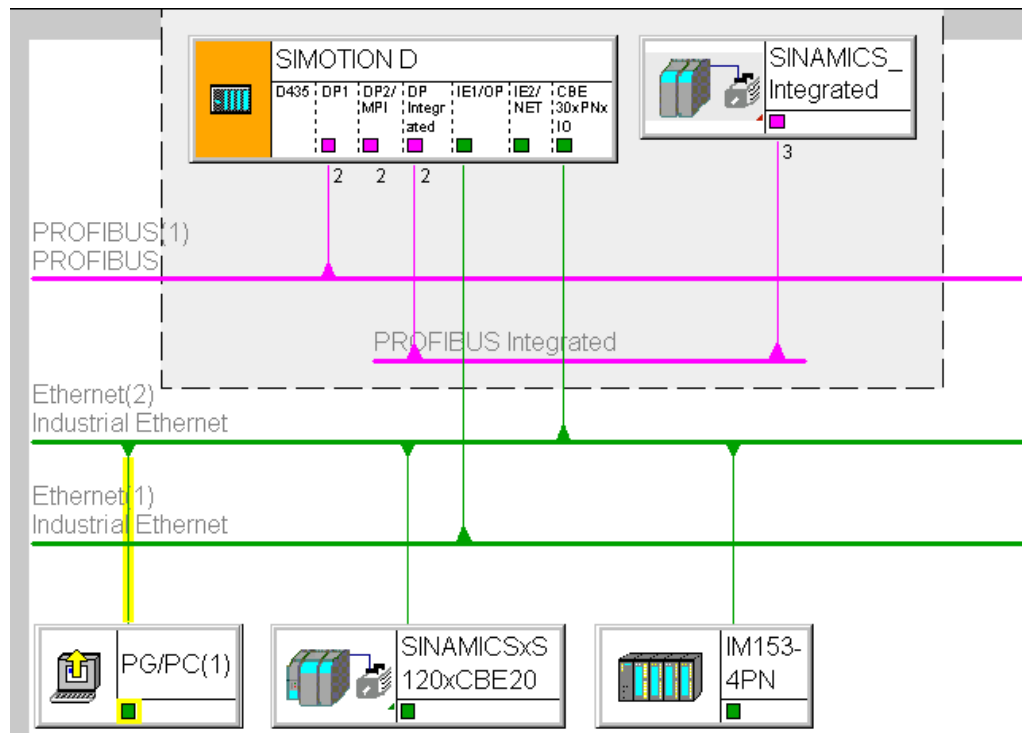 SIMOTION D
D435
DP1
DP2/
MPI
DP
Integr
ated
IE1/OP
IE2/
NET
CBE
30xPNx
IO
2
2
2
SINAMICS_
Integrated
3
PROFIBUS(1)
PROFIBUS
PROFIBUS Integrated
Ethernet(2)
Industrial Ethernet
Ethernet(1)
Industrial Ethernet
PG/PC(1)
SINAMICSxS
120xCBE20
IM153-
4PN